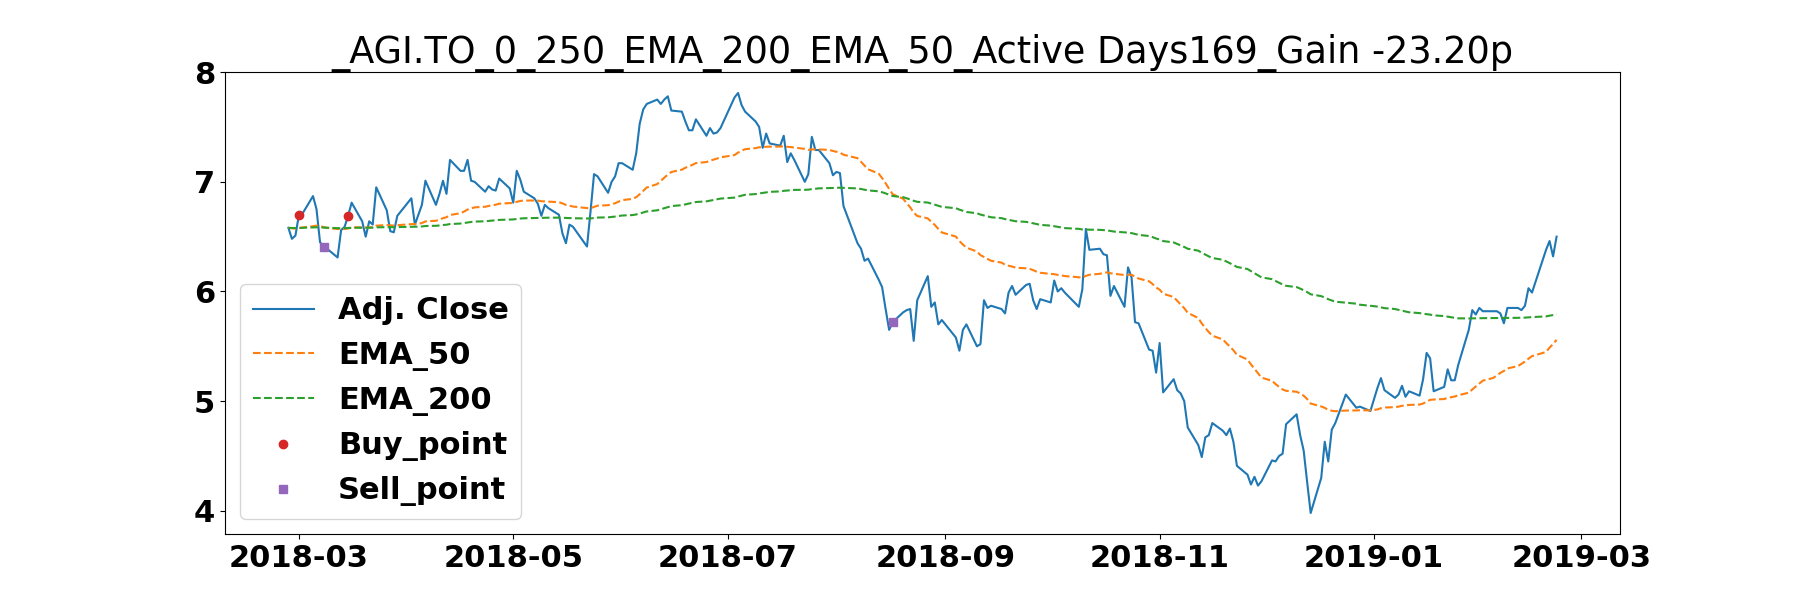 _AGI.TO_0_250_EMA_200_EMA_50_Active Days169_Gain -23.20p
8
7
6
5
4
Adj. Close
EMA_50
EMA_200
Buy_point
Sell_point
2018-03 2018-05 2018-07 2018-09 2018-11 2019-01 2019-03